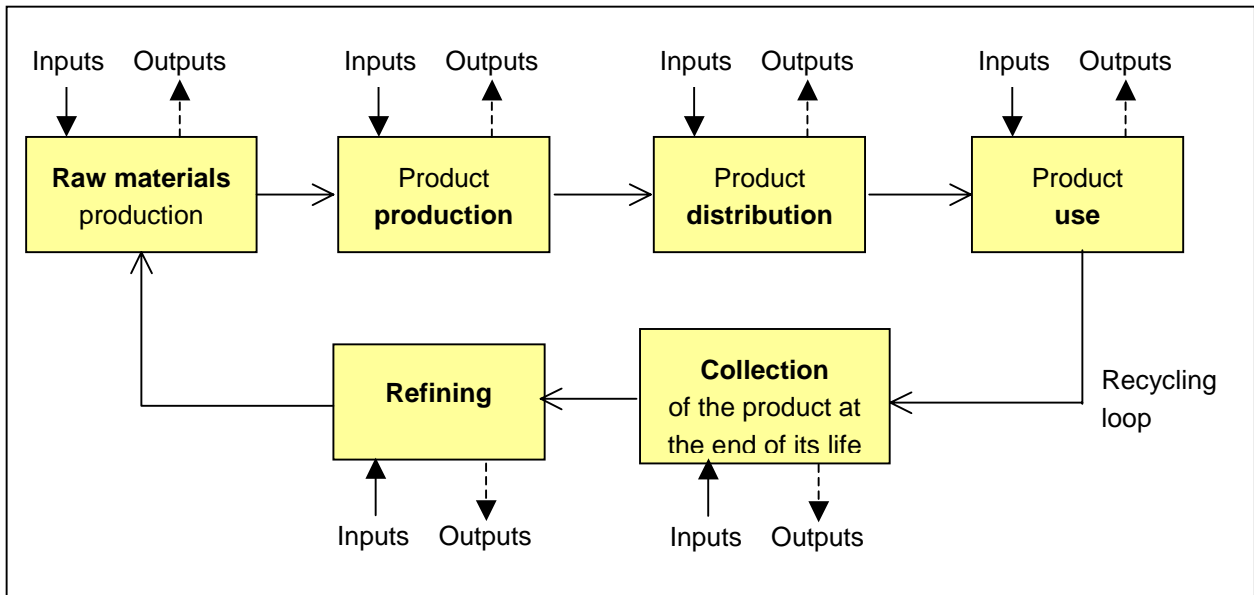 Inputs Outputs Inputs Outputs Inputs Outputs Inputs Outputs
Raw materials
production
Product
production
Product
distribution
Product
use
Refining
Collection
of the product at
the end of its life
Recycling
loop
Inputs Outputs Inputs Outputs